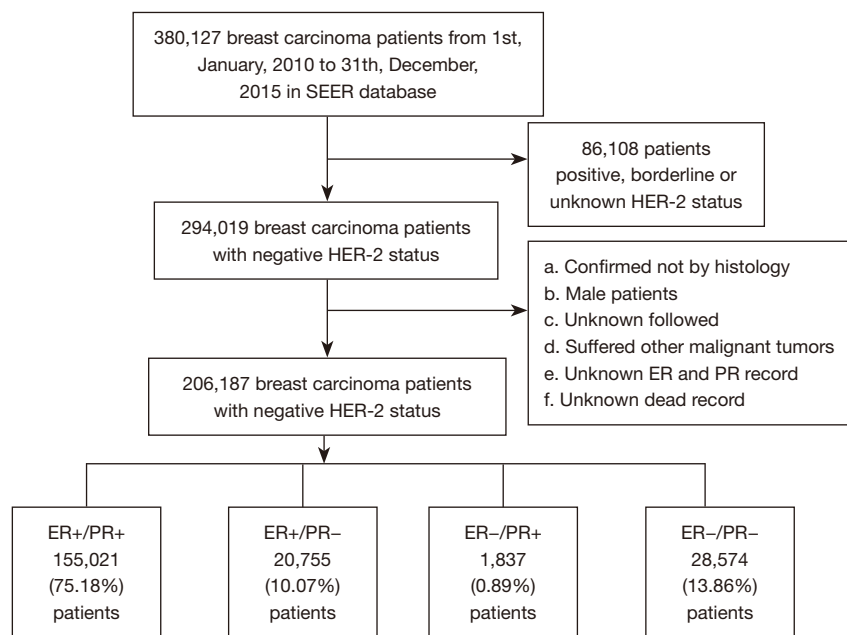 380,127 breast carcinoma patients from 1st,
January, 2010 to 31th, December,
2015 in SEER database
86,108 patients
positive, borderline or
unknown HER-2 status
294,019 breast carcinoma patients
with negative HER-2 status
a. Confirmed not by histology
b. Male patients
c. Unknown followed
d. Suffered other malignant tumors
e. Unknown ER and PR record
f. Unknown dead record
206,187 breast carcinoma patients
with negative HER-2 status
ER+/PR+
155,021
(75.18%)
patients
ER+/PR−
20,755
(10.07%)
patients
ER−/PR+
1,837
(0.89%)
patients
ER−/PR−
28,574
(13.86%)
patients